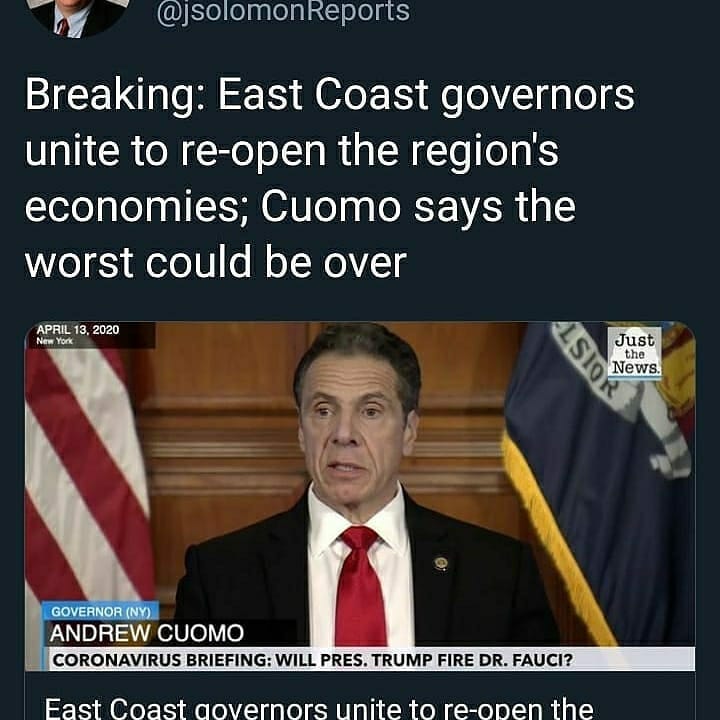 @jsolomonReports
Breaking: East Coast governors
unite to re-open the region's
economies; Cuomo says the
worst could be over
APRIL 13, 2020
New York
Just
the
News.
LSIOR
GOVERNOR (NY)
ANDREW CUOMO
CORONAVIRUS BRIEFING: WILL PRES. TRUMP FIRE DR. FAUCI?
East Coast governors unite to re-open the